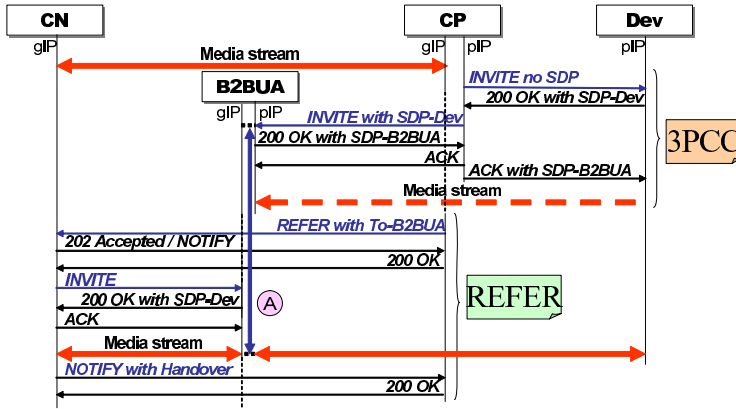 CN
CP
Dev
gIP
gIP
pIP
pIP
Media stream
B2BUA
INVITE no SDP
200 OK with SDP-Dev
gIP
pIP
INVITE with SDP-Dev
200 OK with SDP-B2BUA
3PCC
ACK
ACK with SDP-B2BUA
Media stream
REFER with To-B2BUA
202 Accepted / NOTIFY
200 OK
INVITE
REFER
200 OK with SDP-Dev
A
ACK
Media stream
NOTIFY with Handover
200 OK